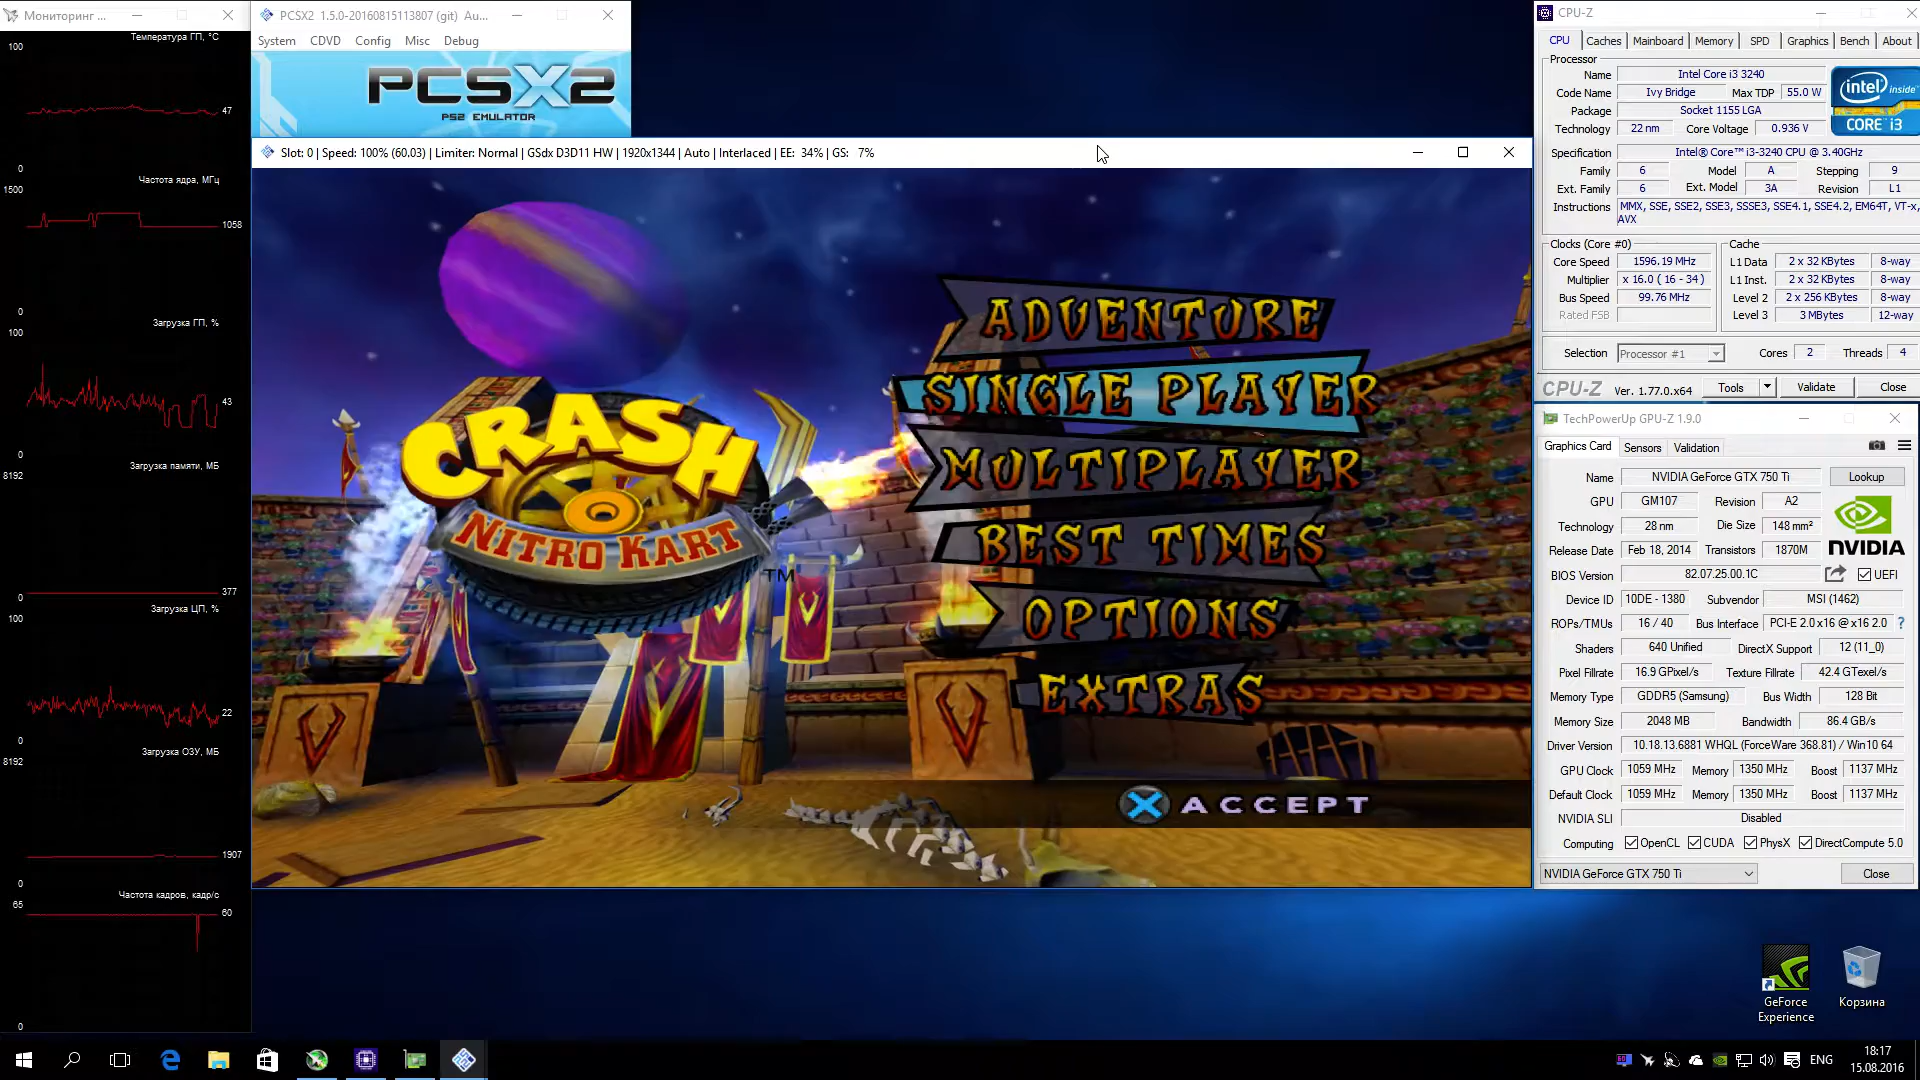 Мониторинг ...
Температура ГП, °C
100
47
0
Частота ядра, МГц
1500
1058
0
Загрузка ГП, %
100
43
0
Загрузка памяти, МБ
8192
377
0
Загрузка ЦП, %
100
22
0
Загрузка ОЗУ, МБ
8192
1907
0
Частота кадров, кадр/с
65
60
0
PCSX2 1.5.0-20160815113807 (git) Au...
System CDVD Config Misc Debug
PCSX2
PS2 EMULATOR
Slot: 0 | Speed: 100% (60.03) | Limiter: Normal | GSdx D3D11 HW | 1920x1344 | Auto | Interlaced | EE: 34% | GS: 7%
CRASH
NITRO KART
TM
ADVENTURE
SINGLE PLAYER
MULTIPLAYER
BEST TIMES
OPTIONS
EXTRAS
ACCEPT
CPU-Z
CPU Caches Mainboard Memory SPD Graphics Bench About
Processor
Name Intel Core i3 3240
Code Name Ivy Bridge Max TDP 55.0 W
Package Socket 1155 LGA
Technology 22 nm Core Voltage 0.936 V
intel inside
CORE i3
Specification Intel® Core™ i3-3240 CPU @ 3.40GHz
Family 6 Model A Stepping 9
Ext. Family 6 Ext. Model 3A Revision L1
Instructions MMX, SSE, SSE2, SSE3, SSSE3, SSE4.1, SSE4.2, EM64T, VT-x,
AVX
Clocks (Core #0)
Core Speed 1596.19 MHz
Multiplier x 16.0 ( 16 - 34 )
Bus Speed 99.76 MHz
Rated FSB
Cache
L1 Data 2 x 32 KBytes 8-way
L1 Inst. 2 x 32 KBytes 8-way
Level 2 2 x 256 KBytes 8-way
Level 3 3 MBytes 12-way
Selection Processor #1 Cores 2 Threads 4
CPU-Z Ver. 1.77.0.x64 Tools Validate Close
TechPowerUp GPU-Z 1.9.0
Graphics Card Sensors Validation
Name NVIDIA GeForce GTX 750 Ti Lookup
GPU GM107 Revision A2
Technology 28 nm Die Size 148 mm²
Release Date Feb 18, 2014 Transistors 1870M
NVIDIA
BIOS Version 82.07.25.00.1C UEFI
Device ID 10DE - 1380 Subvendor MSI (1462)
ROPs/TMUs 16 / 40 Bus Interface PCI-E 2.0 x16 @ x16 2.0 ?
Shaders 640 Unified DirectX Support 12 (11_0)
Pixel Fillrate 16.9 GPixel/s Texture Fillrate 42.4 GTexel/s
Memory Type GDDR5 (Samsung) Bus Width 128 Bit
Memory Size 2048 MB Bandwidth 86.4 GB/s
Driver Version 10.18.13.6881 WHQL (ForceWare 368.81) / Win10 64
GPU Clock 1059 MHz Memory 1350 MHz Boost 1137 MHz
Default Clock 1059 MHz Memory 1350 MHz Boost 1137 MHz
NVIDIA SLI Disabled
Computing OpenCL CUDA PhysX DirectCompute 5.0
NVIDIA GeForce GTX 750 Ti Close
GeForce
Experience
Корзина
ENG
18:17
15.08.2016